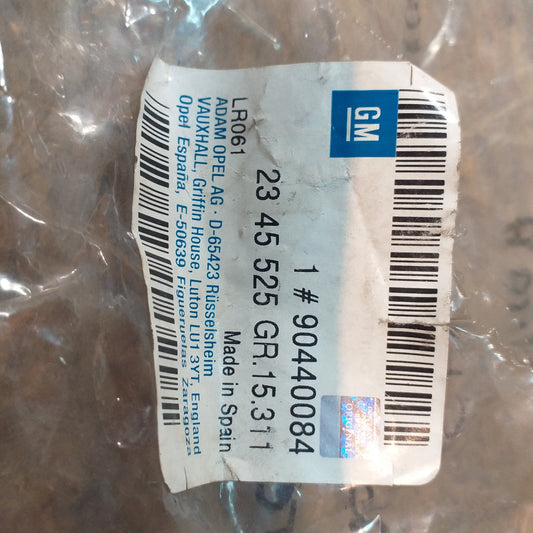 GM
1 # 90440084
23 45 525 GR.15.311
LR061 Made in Spain
ADAM OPEL AG · D-65423 Rüsselsheim
VAUXHALL, Griffin House, Luton LU1 3YT, England
Opel España, E-50639 Figueruelas Zaragoza
ORIGINAL